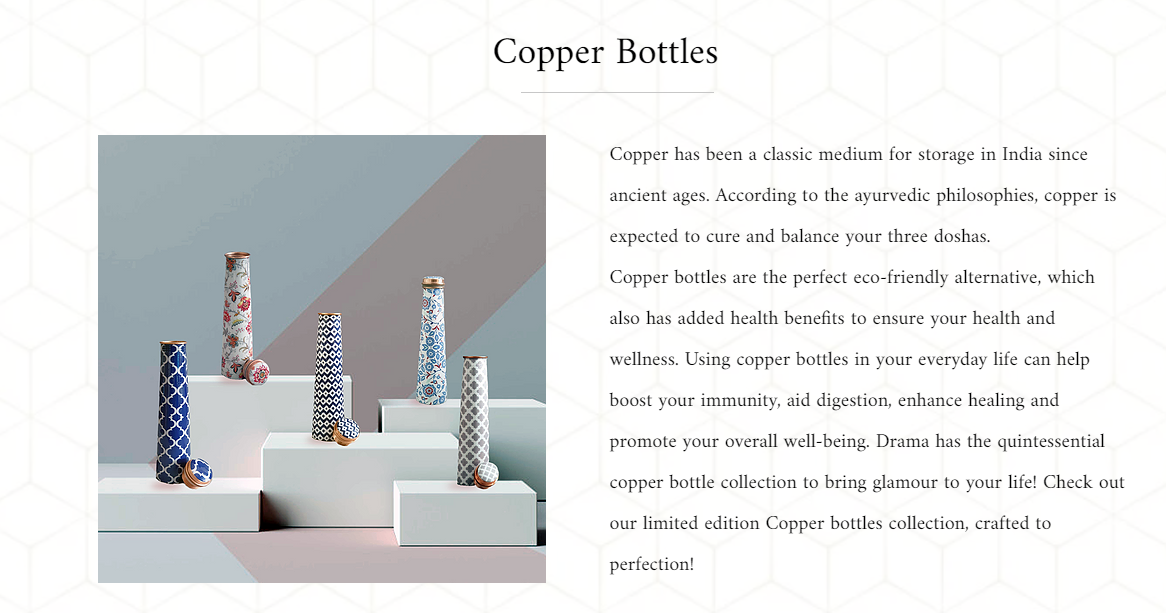 Copper Bottles
Copper has been a classic medium for storage in India since
ancient ages. According to the ayurvedic philosophies, copper is
expected to cure and balance your three doshas.
Copper bottles are the perfect eco-friendly alternative, which
also has added health benefits to ensure your health and
wellness. Using copper bottles in your everyday life can help
boost your immunity, aid digestion, enhance healing and
promote your overall well-being. Drama has the quintessential
copper bottle collection to bring glamour to your life! Check out
our limited edition Copper bottles collection, crafted to
perfection!